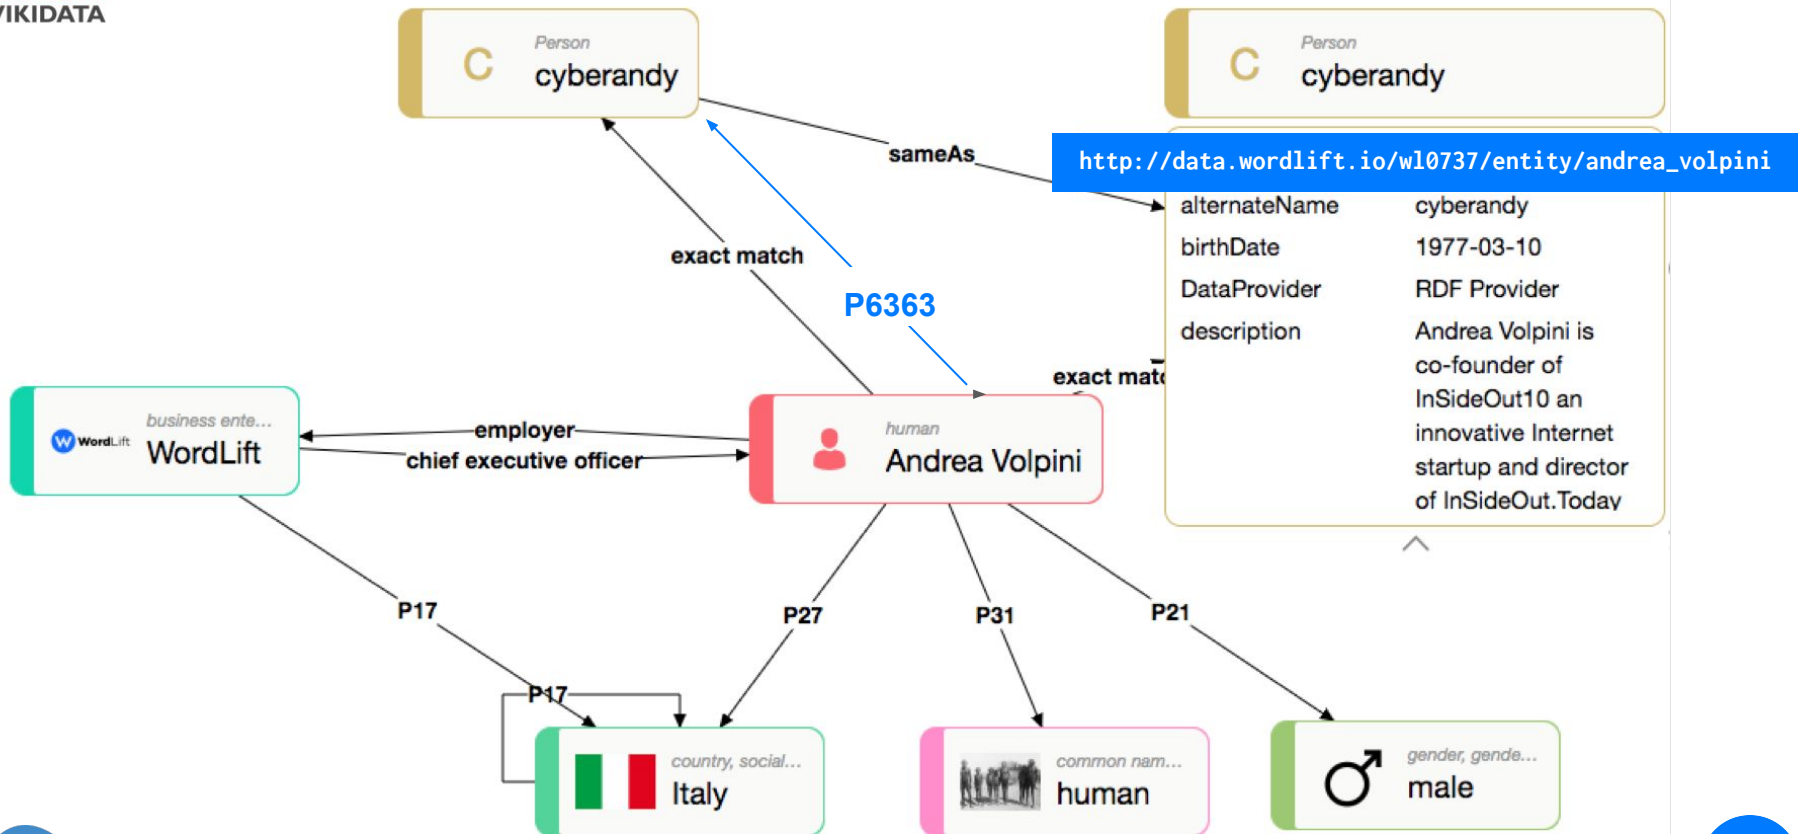 WIKIDATA
Person
cyberandy
Person
cyberandy
sameAs
http://data.wordlift.io/wl0737/entity/andrea_volpini
alternateName cyberandy
birthDate 1977-03-10
DataProvider RDF Provider
description Andrea Volpini is
co-founder of
InSideOut10 an
innovative Internet
startup and director
of InSideOut.Today
exact match
P6363
exact matc
business ente...
WordLift
WordLift
employer
chief executive officer
human
Andrea Volpini
P17
P27
P31
P21
P17
country, social...
Italy
common nam...
human
gender, gende...
male